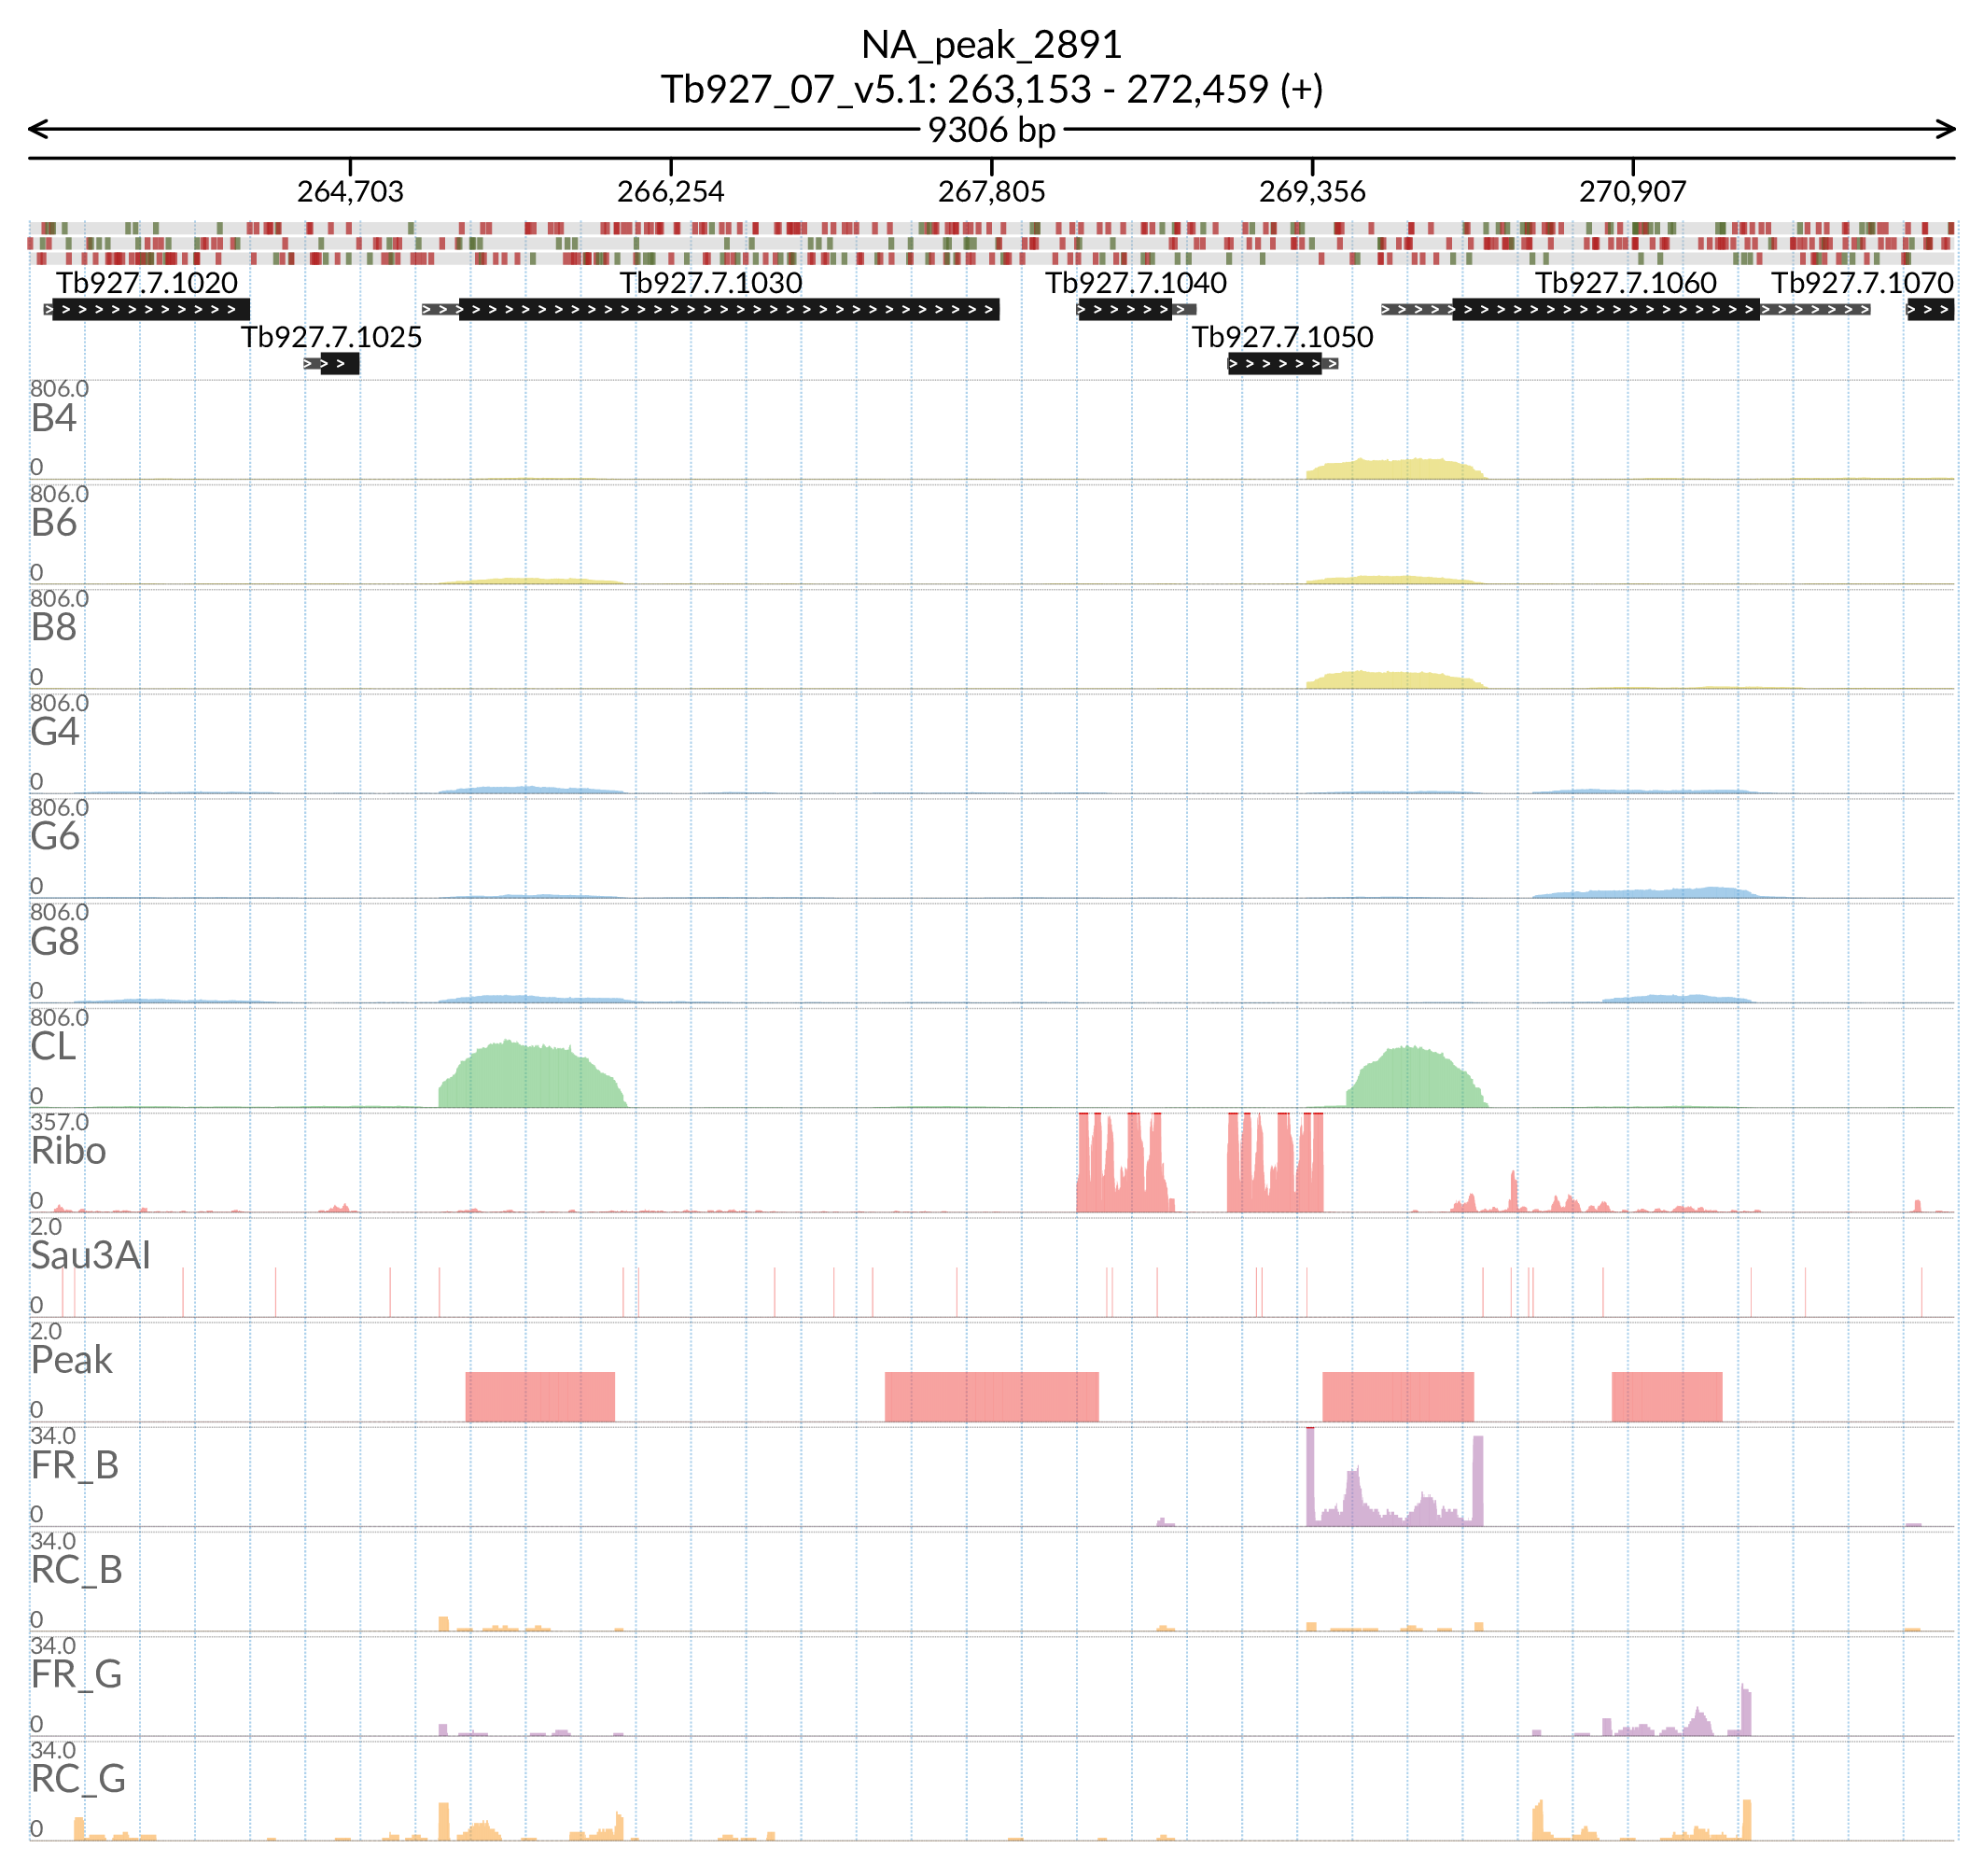 NA_peak_2891
Tb927_07_v5.1: 263,153 - 272,459 (+)
9306 bp
264,703 266,254 267,805 269,356 270,907
Tb927.7.1020 Tb927.7.1030 Tb927.7.1040 Tb927.7.1060 Tb927.7.1070
Tb927.7.1025 Tb927.7.1050
806.0
B4
0
806.0
B6
0
806.0
B8
0
806.0
G4
0
806.0
G6
0
806.0
G8
0
806.0
CL
0
357.0
Ribo
0
2.0
Sau3AI
0
2.0
Peak
0
34.0
FR_B
0
34.0
RC_B
0
34.0
FR_G
0
34.0
RC_G
0